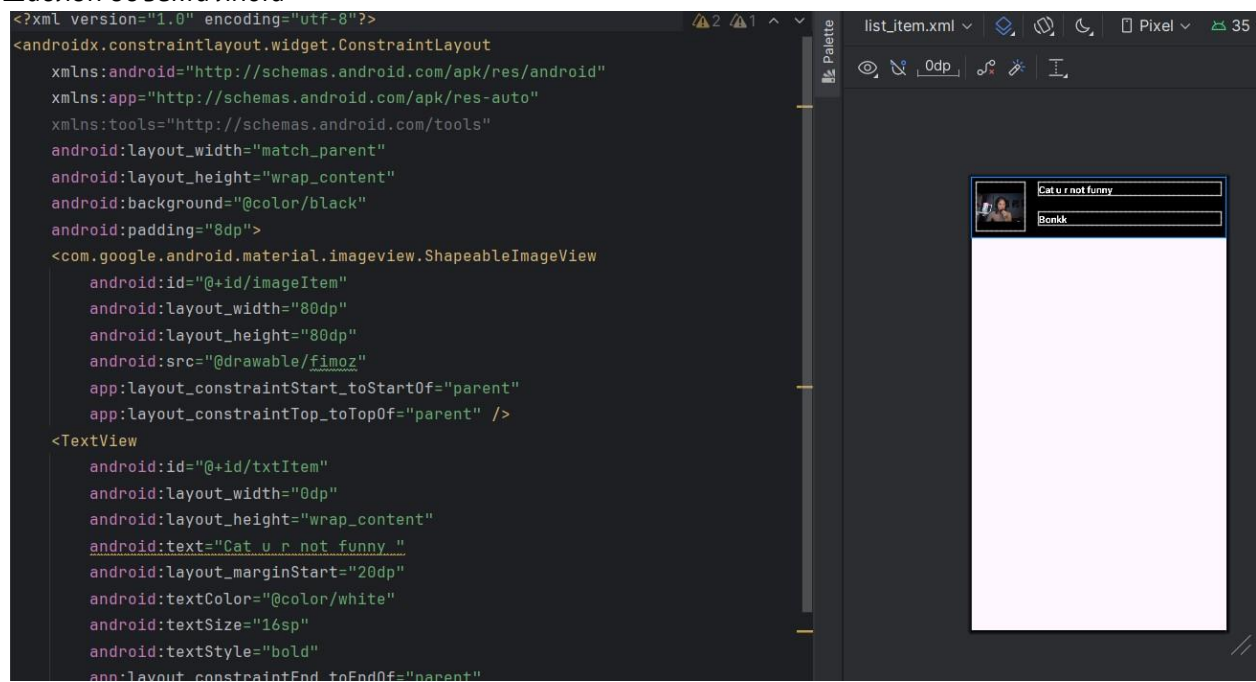 <?xml version="1.0" encoding="utf-8"?>
2 1
<androidx.constraintlayout.widget.ConstraintLayout
xmlns:android="http://schemas.android.com/apk/res/android"
xmlns:app="http://schemas.android.com/apk/res-auto"
xmlns:tools="http://schemas.android.com/tools"
android:layout_width="match_parent"
android:layout_height="wrap_content"
android:background="@color/black"
android:padding="8dp">
<com.google.android.material.imageview.ShapeableImageView
android:id="@+id/imageItem"
android:layout_width="80dp"
android:layout_height="80dp"
android:src="@drawable/fimoz"
app:layout_constraintStart_toStartOf="parent"
app:layout_constraintTop_toTopOf="parent" />
<TextView
android:id="@+id/txtItem"
android:layout_width="0dp"
android:layout_height="wrap_content"
android:text="Cat u r not funny "
android:layout_marginStart="20dp"
android:textColor="@color/white"
android:textSize="16sp"
android:textStyle="bold"
app:layout_constraintEnd_toEndOf="parent"
Palette
list_item.xml Pixel 35
0dp
Cat u r not funny
Bonkk